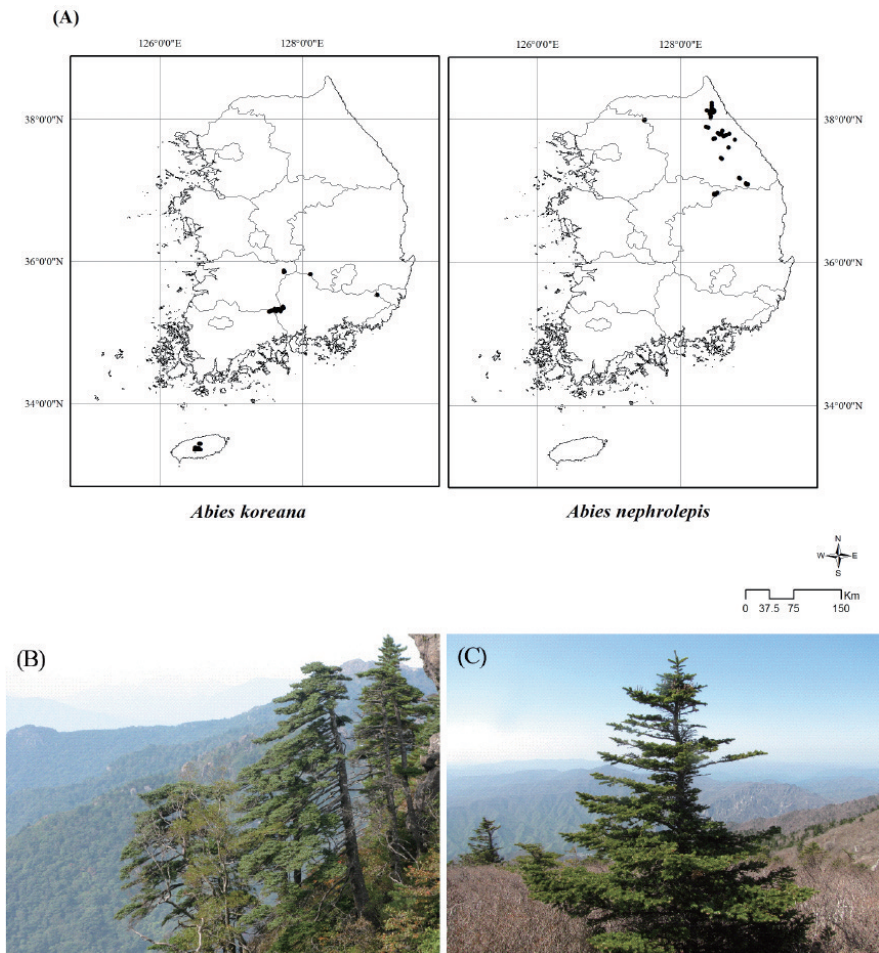 (A)
126°0'0"E 128°0'0"E 126°0'0"E 128°0'0"E
38°0'0"N 38°0'0"N
36°0'0"N 36°0'0"N
34°0'0"N 34°0'0"N
Abies koreana Abies nephrolepis
N
W E
S
Km
0 37.5 75 150
(B) (C)